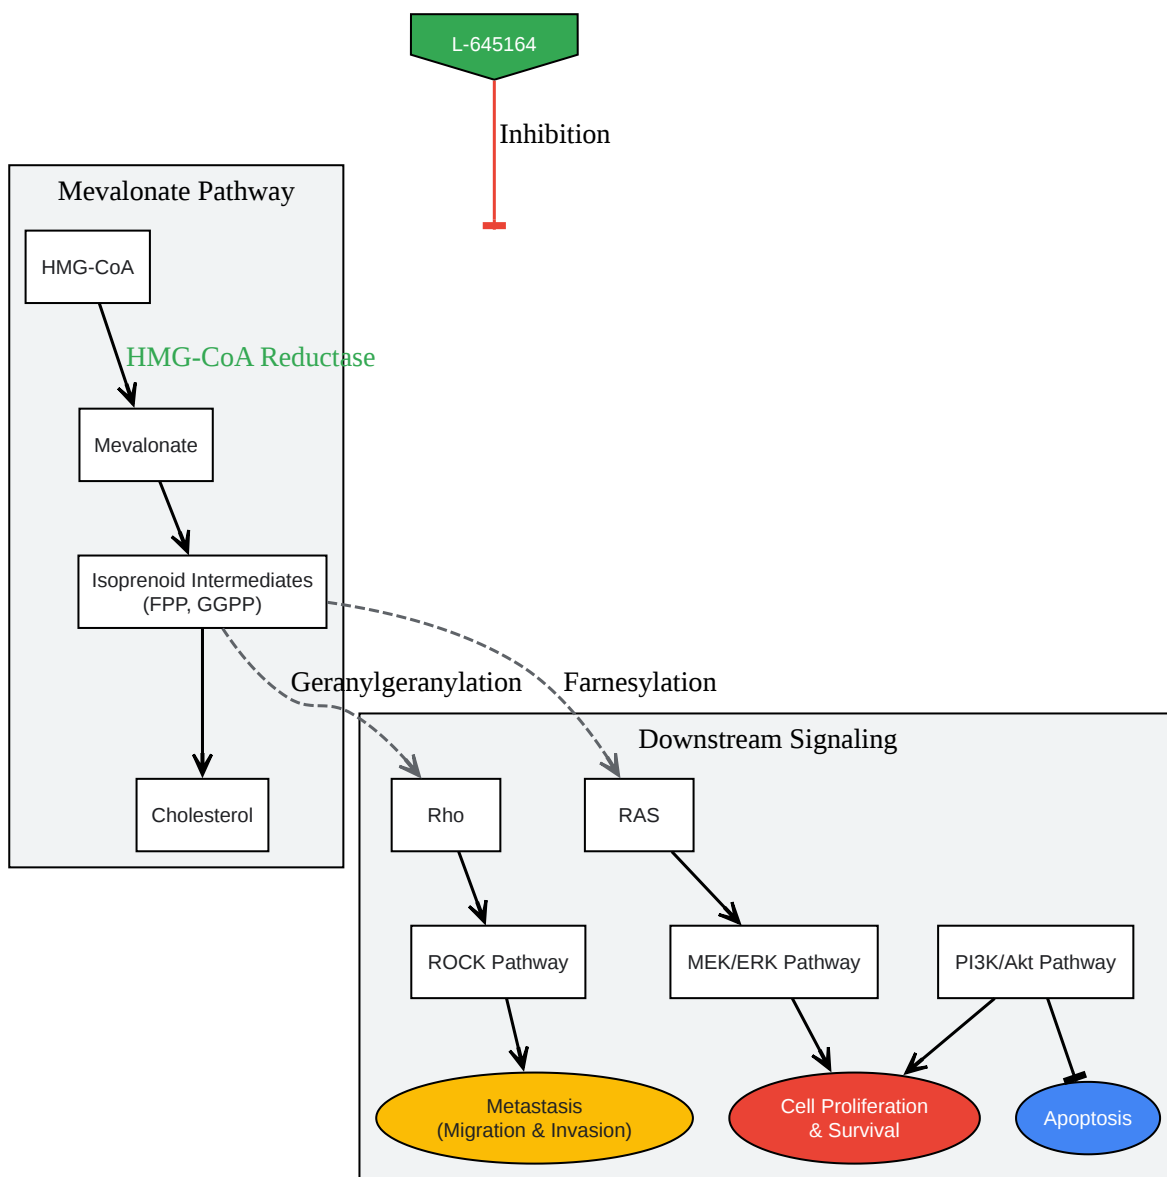 L-645164
Inhibition
Mevalonate Pathway
HMG-CoA
HMG-CoA Reductase
Mevalonate
Isoprenoid Intermediates
(FPP, GGPP)
Geranylgeranylation
Farnesylation
Cholesterol
Downstream Signaling
Rho
RAS
ROCK Pathway
MEK/ERK Pathway
PI3K/Akt Pathway
Metastasis
(Migration & Invasion)
Cell Proliferation
& Survival
Apoptosis